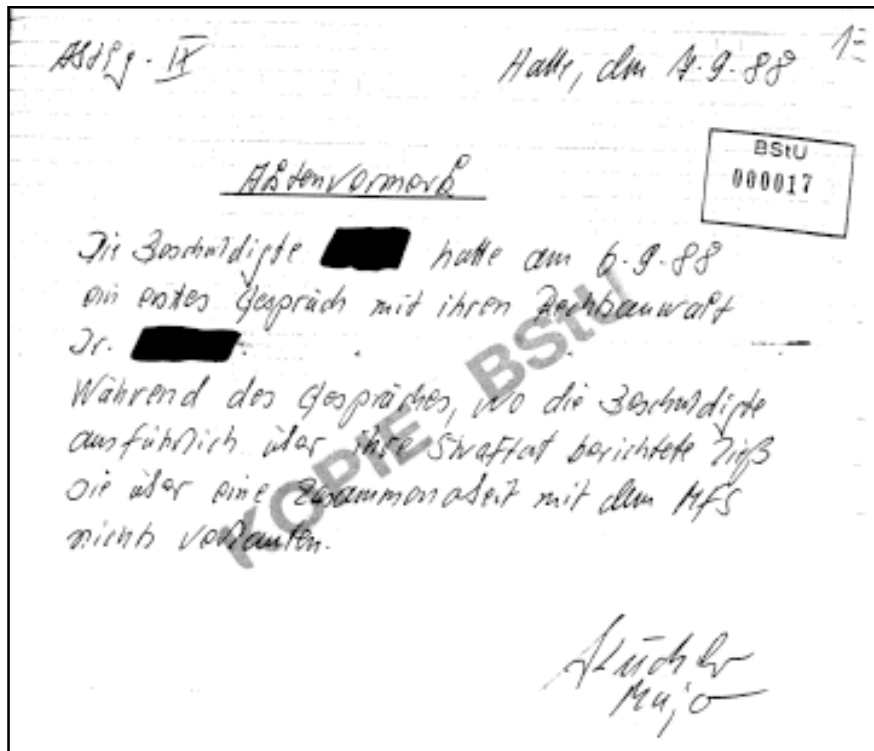 Abtlg. IX
Halle, den 7.9.88
BStU
000017
Aktenvermerk
Die Beschuldigte hatte am 6.9.88
ein erstes Gespräch mit ihren Rechtsanwalt
Dr.
Während des Gespräches, wo die Beschuldigte
ausführlich über ihre Straftat berichtete ließ
sie über eine Zusammenarbeit mit dem MfS
nichts verlauten.
KOPIE BStU
Major